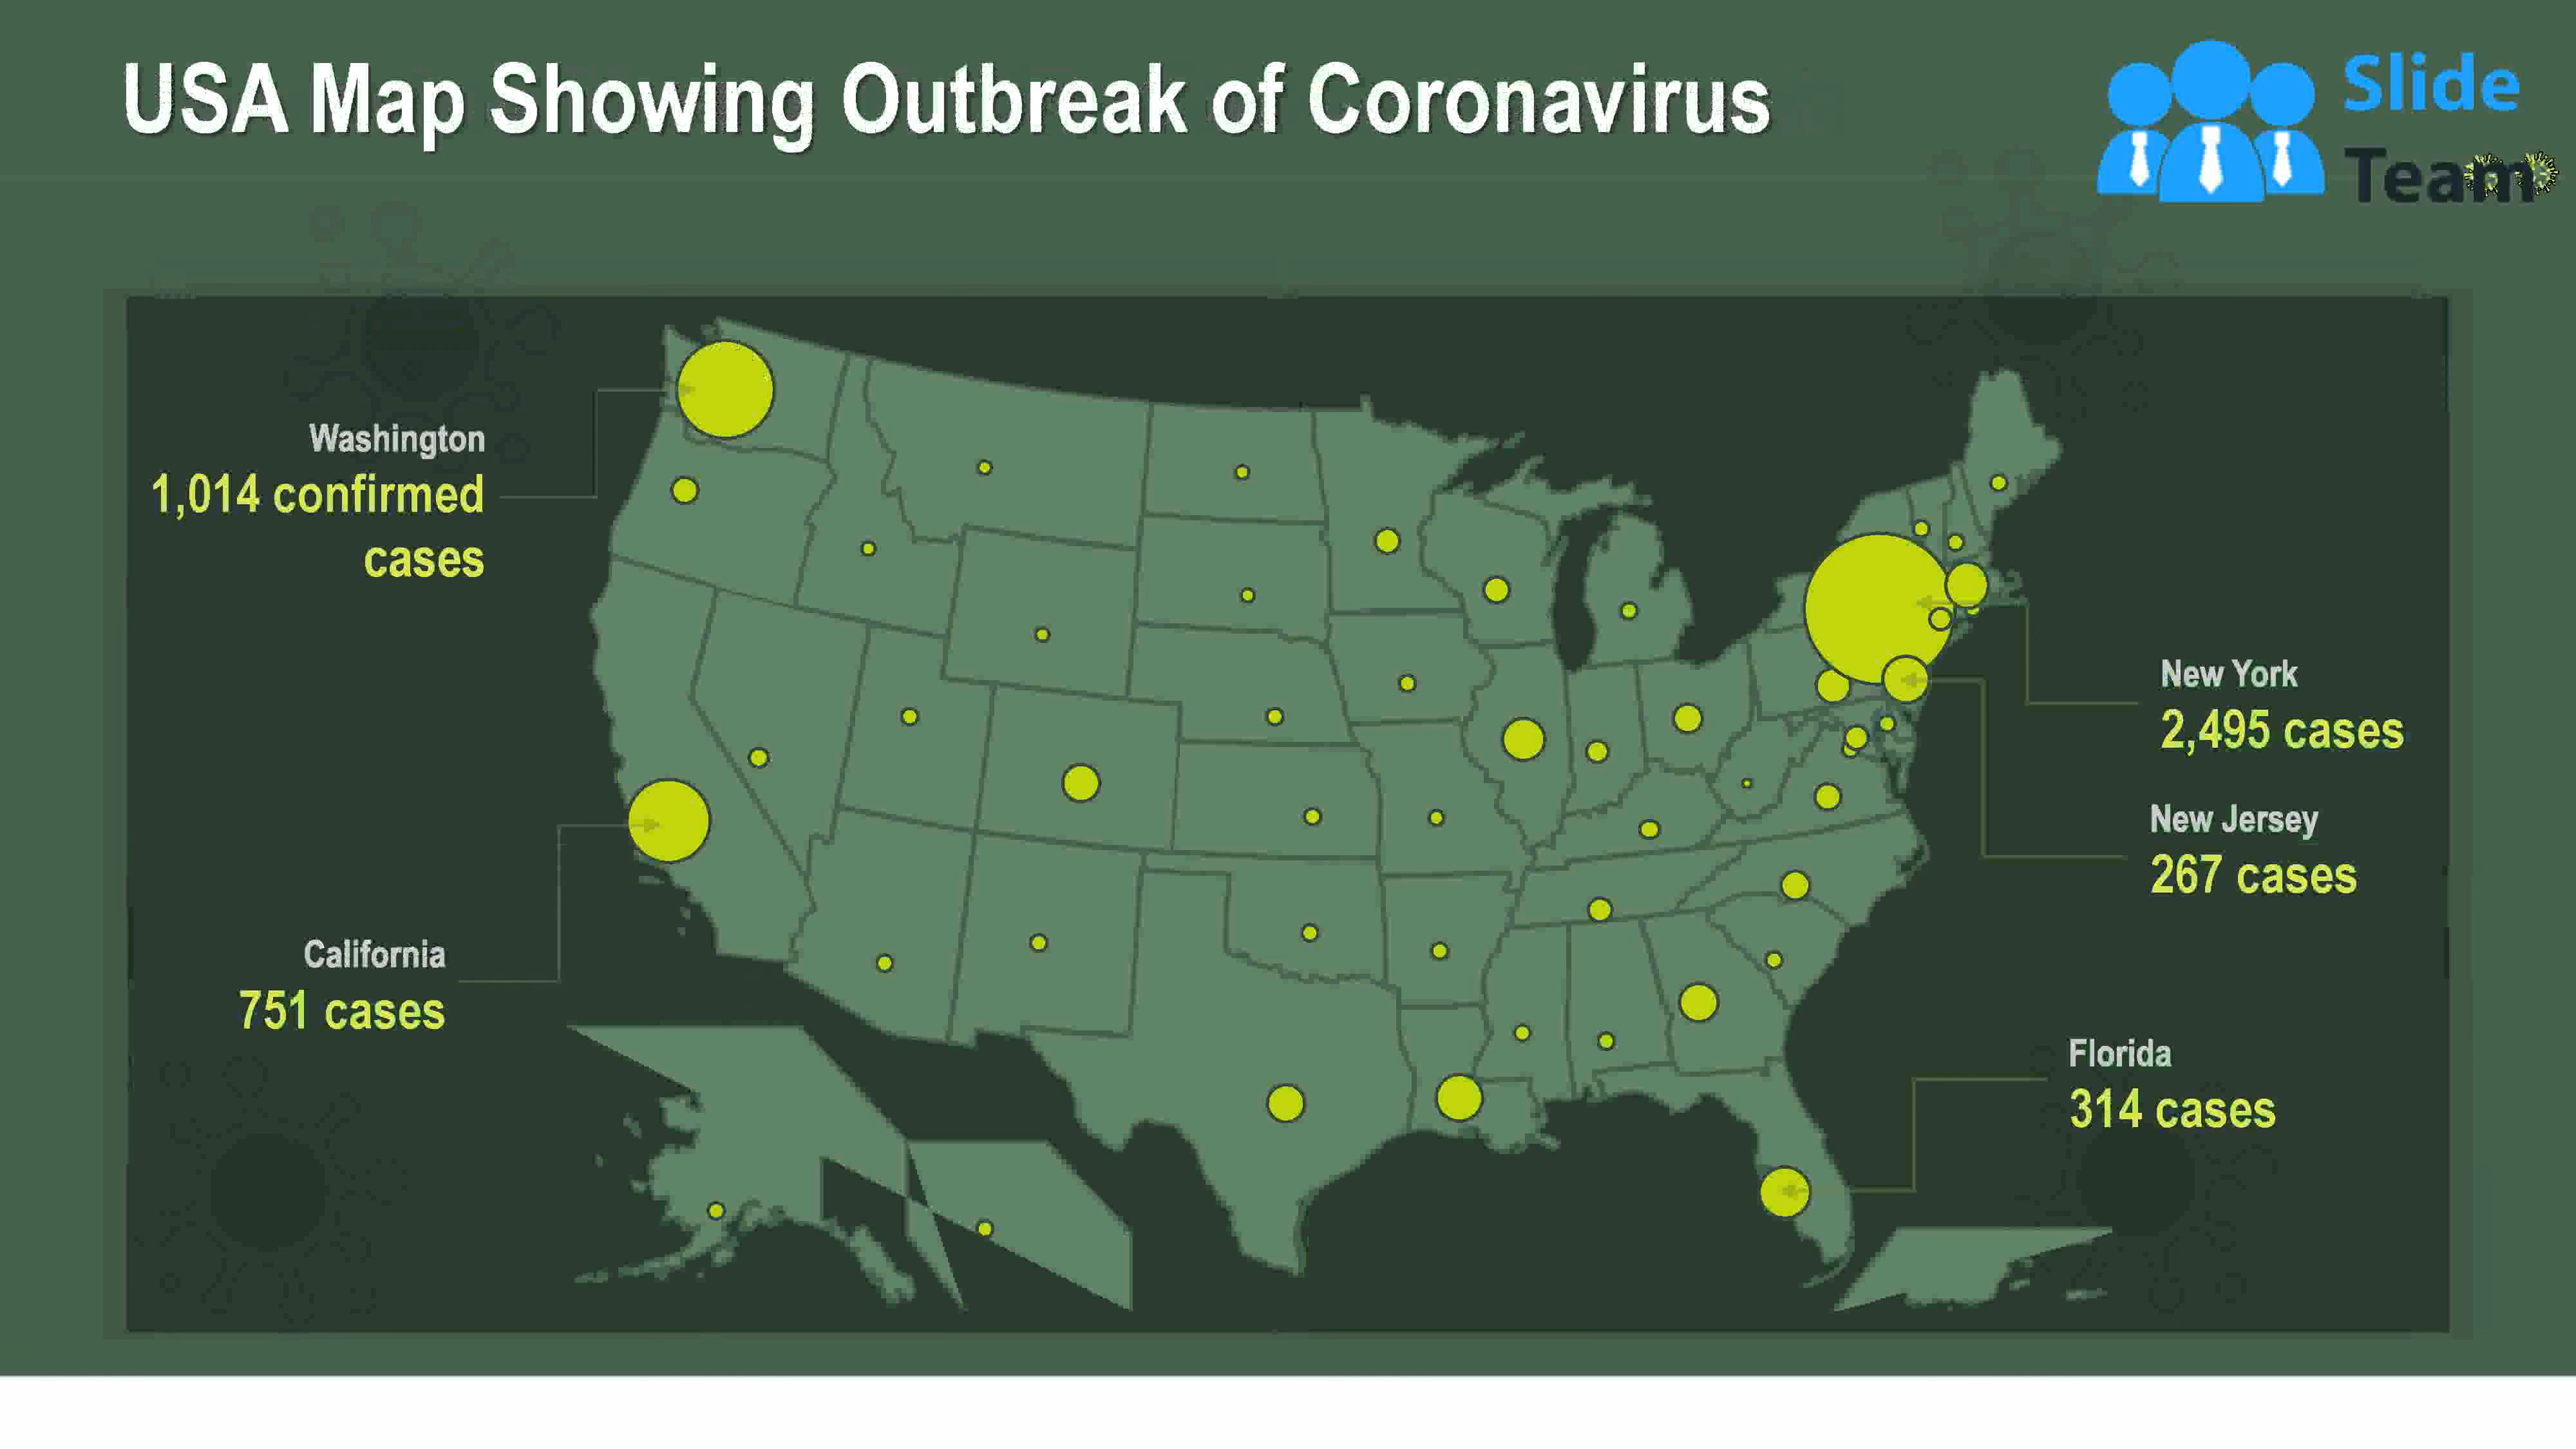 USA Map Showing Outbreak of Coronavirus
Slide
Team
Washington
1,014 confirmed
cases
California
751 cases
New York
2,495 cases
New Jersey
267 cases
Florida
314 cases